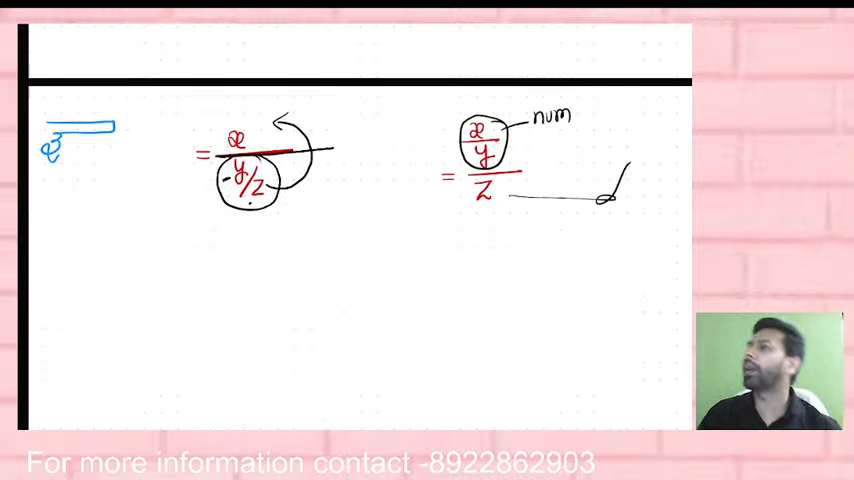 = x / y/z
= x/y / z num
For more information contact -8922862903